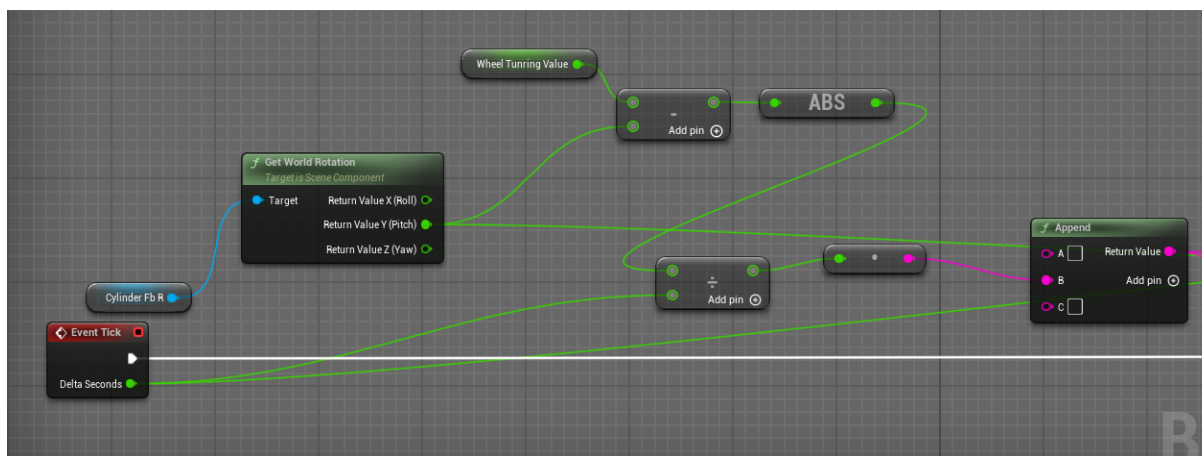 Wheel Tunring Value
-
Add pin
ABS
f Get World Rotation
Target is Scene Component
Target
Return Value X (Roll)
Return Value Y (Pitch)
Return Value Z (Yaw)
Cylinder Fb R
Event Tick
Delta Seconds
÷
Add pin
f Append
A
Return Value
B
Add pin
C
B